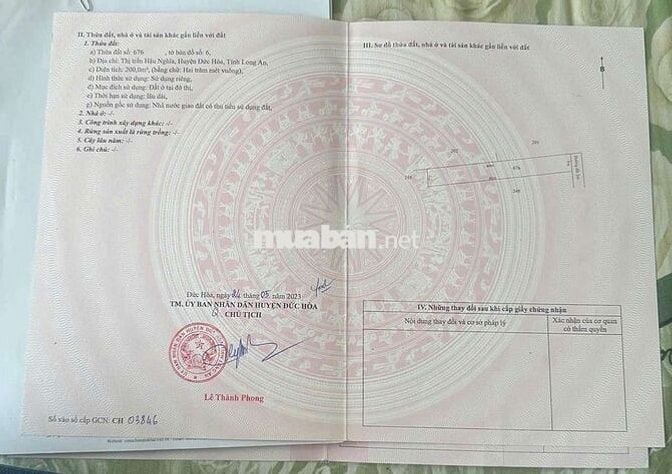 II. Thửa đất, nhà ở và tài sản khác gắn liền với đất
1. Thửa đất:
a) Thửa đất số: 676, tờ bản đồ số: 6,
b) Địa chỉ: Thị trấn Hậu Nghĩa, Huyện Đức Hòa, Tỉnh Long An,
c) Diện tích: 200,0m², (bằng chữ: Hai trăm mét vuông),
d) Hình thức sử dụng: Sử dụng riêng,
đ) Mục đích sử dụng: Đất ở tại đô thị,
e) Thời hạn sử dụng: lâu dài,
g) Nguồn gốc sử dụng: Nhà nước giao đất có thu tiền sử dụng đất.
2. Nhà ở: -/-
3. Công trình xây dựng khác: -/-
4. Rừng sản xuất là rừng trồng: -/-
5. Cây lâu năm: -/-
6. Ghi chú: -/-
Đức Hòa, ngày 24 tháng 05 năm 2023
TM. ỦY BAN NHÂN DÂN HUYỆN ĐỨC HÒA
CHỦ TỊCH
Lê Thành Phong
Số vào sổ cấp GCN: CH 03846
III. Sơ đồ thửa đất, nhà ở và tài sản khác gắn liền với đất
B
676
muaban.net
IV. Những thay đổi sau khi cấp giấy chứng nhận
Nội dung thay đổi và cơ sở pháp lý
Xác nhận của cơ quan
có thẩm quyền